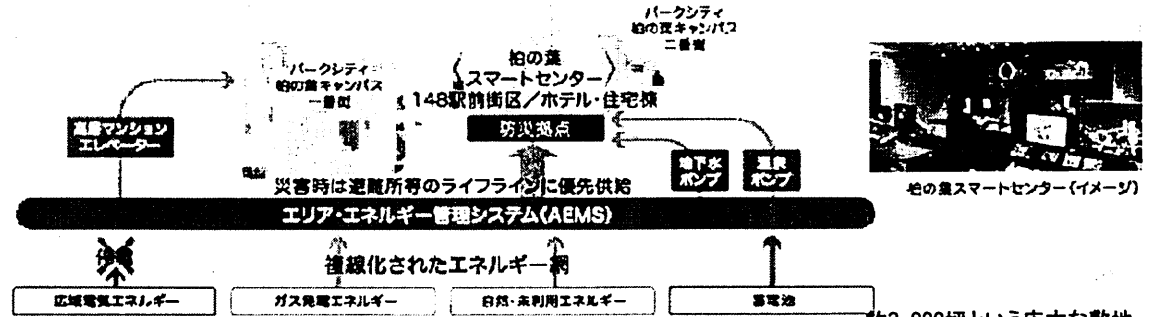 パークシティ
柏の葉キャンパス
二番街
パークシティ
柏の葉キャンパス
一番街
柏の葉
スマートセンター
148駅前街区／ホテル・住宅棟
防災拠点
高層マンション
エレベーター
地下水
ポンプ
温泉
ポンプ
柏の葉スマートセンター(イメージ)
災害時は避難所等のライフラインに優先供給
エリア・エネルギー管理システム(AEMS)
停電
複線化されたエネルギー網
広域電気エネルギー
ガス発電エネルギー
自然・未利用エネルギー
蓄電池